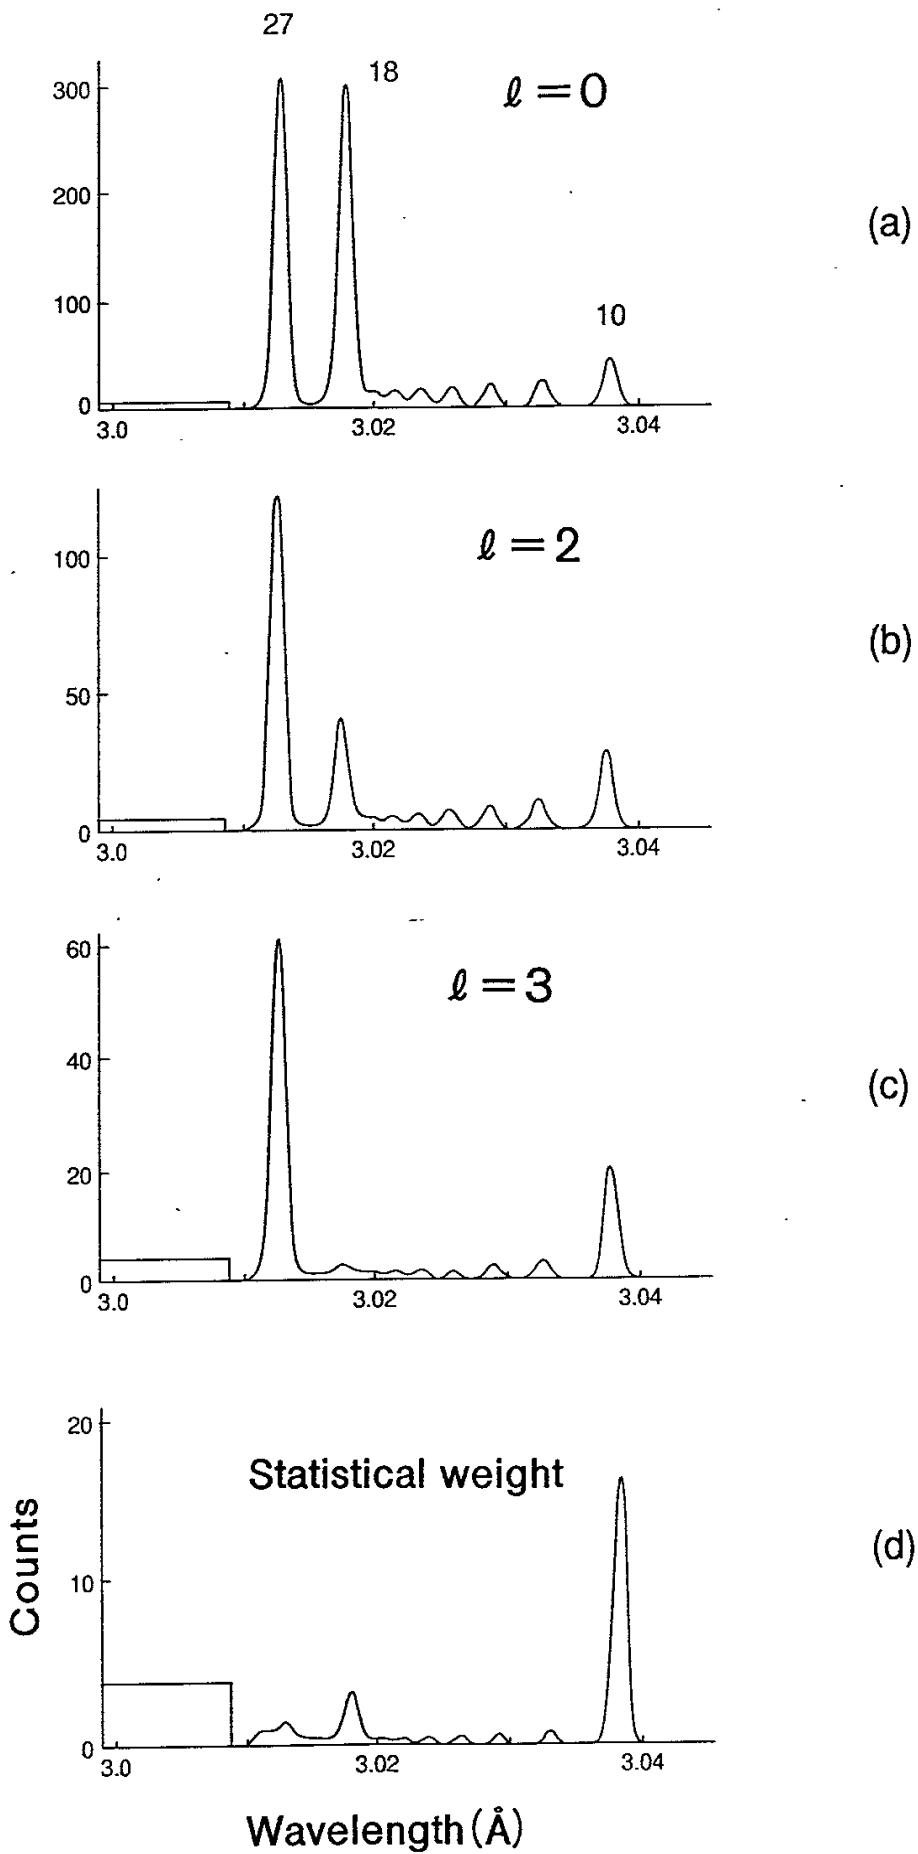 27
18
ℓ = 0
300
200
100
0
10
(a)
3.0
3.02
3.04
ℓ = 2
100
50
0
(b)
3.0
3.02
3.04
ℓ = 3
60
40
20
0
(c)
3.0
3.02
3.04
Statistical weight
20
10
0
Counts
(d)
3.0
3.02
3.04
Wavelength (Å)